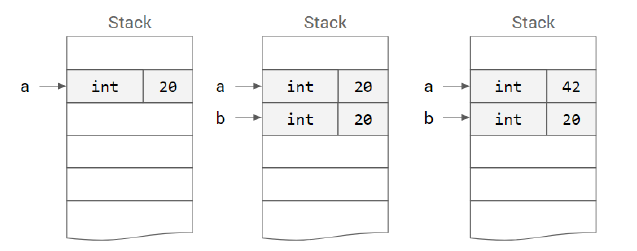 Stack Stack Stack
a int 20 a int 20 a int 42
b int 20 b int 20